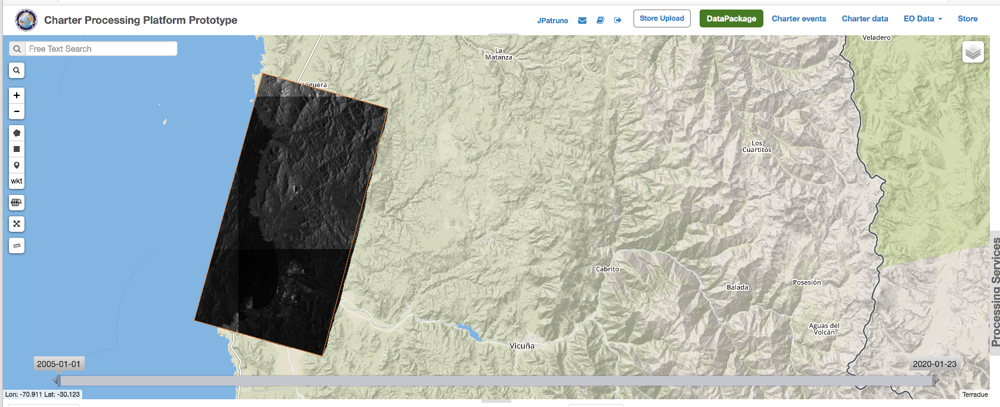 Charter Processing Platform Prototype
JPatruno
Store Upload
DataPackage
Charter events
Charter data
EO Data
Store
Free Text Search
wkt
La
Matanza
Higuera
Veladero
Los
Cuartitos
Cabrito
Balada
Posesión
Aguas del
Volcán
Vicuña
Processing Services
2005-01-01
2020-01-23
Lon: -70.911 Lat: -30.123
Terradue